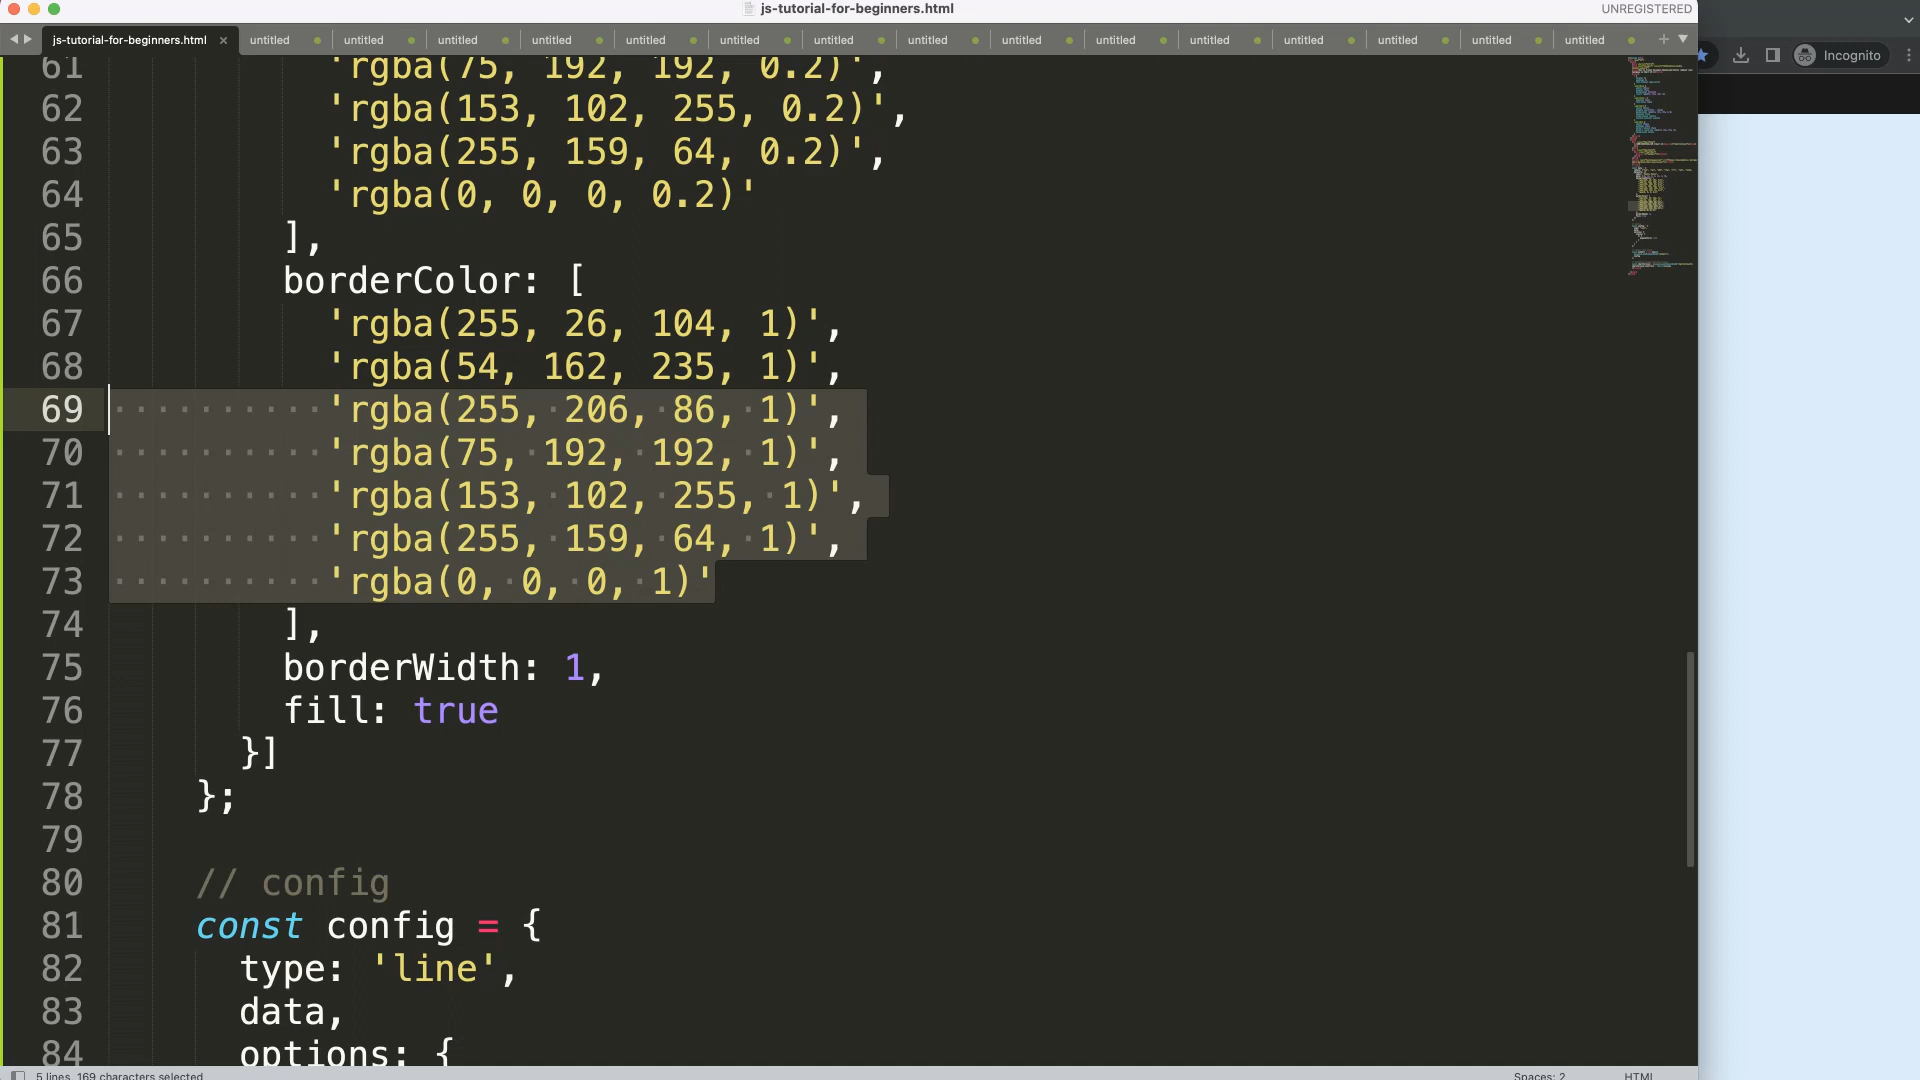 js-tutorial-for-beginners.html
UNREGISTERED
js-tutorial-for-beginners.html × untitled untitled untitled untitled untitled untitled untitled untitled untitled untitled untitled untitled untitled untitled untitled
Incognito
61 'rgba(75, 192, 192, 0.2)',
62 'rgba(153, 102, 255, 0.2)',
63 'rgba(255, 159, 64, 0.2)',
64 'rgba(0, 0, 0, 0.2)'
65 ],
66 borderColor: [
67 'rgba(255, 26, 104, 1)',
68 'rgba(54, 162, 235, 1)',
69 'rgba(255, 206, 86, 1)',
70 'rgba(75, 192, 192, 1)',
71 'rgba(153, 102, 255, 1)',
72 'rgba(255, 159, 64, 1)',
73 'rgba(0, 0, 0, 1)'
74 ],
75 borderWidth: 1,
76 fill: true
77 }]
78 };
79
80 // config
81 const config = {
82 type: 'line',
83 data,
84 options: {
5 lines, 169 characters selected
Spaces: 2
HTML